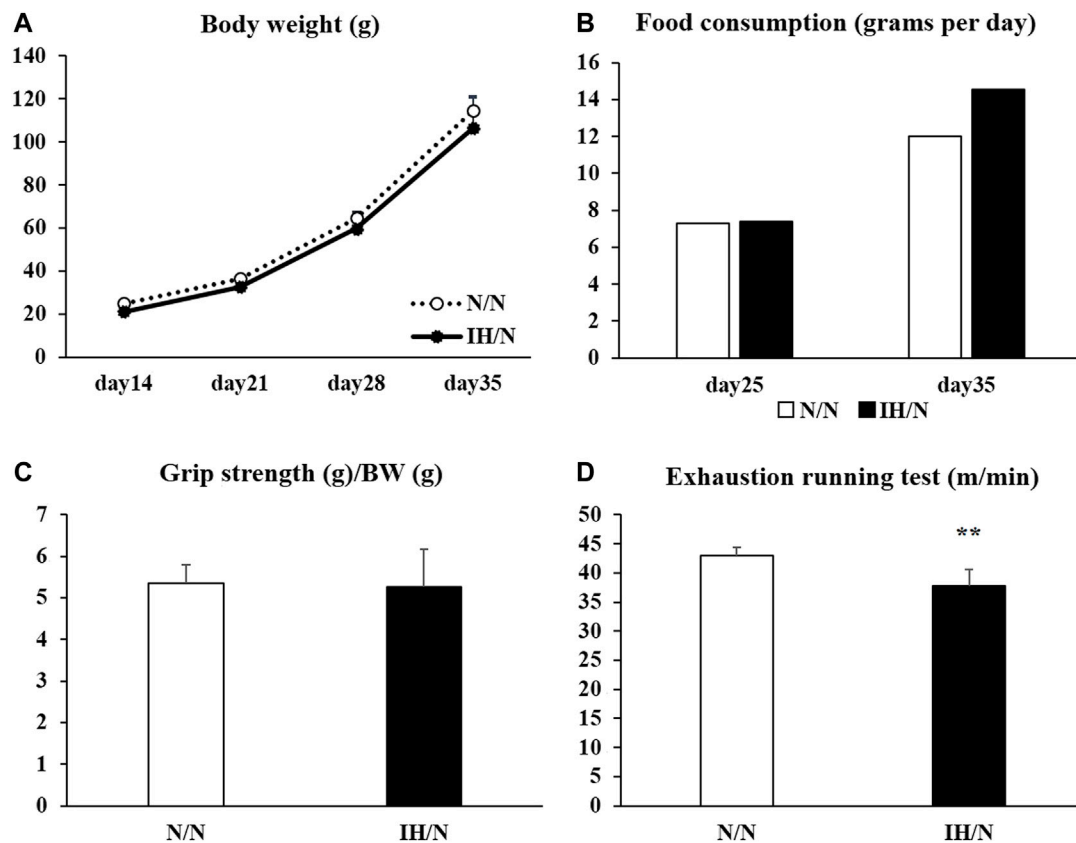 A
Body weight (g)
140
120
100
80
60
40
20
0
day14 day21 day28 day35
N/N
IH/N
B
Food consumption (grams per day)
16
14
12
10
8
6
4
2
0
day25 day35
N/N IH/N
C
Grip strength (g)/BW (g)
7
6
5
4
3
2
1
0
N/N IH/N
D
Exhaustion running test (m/min)
50
45
40
35
30
25
20
15
10
5
0
**
N/N IH/N